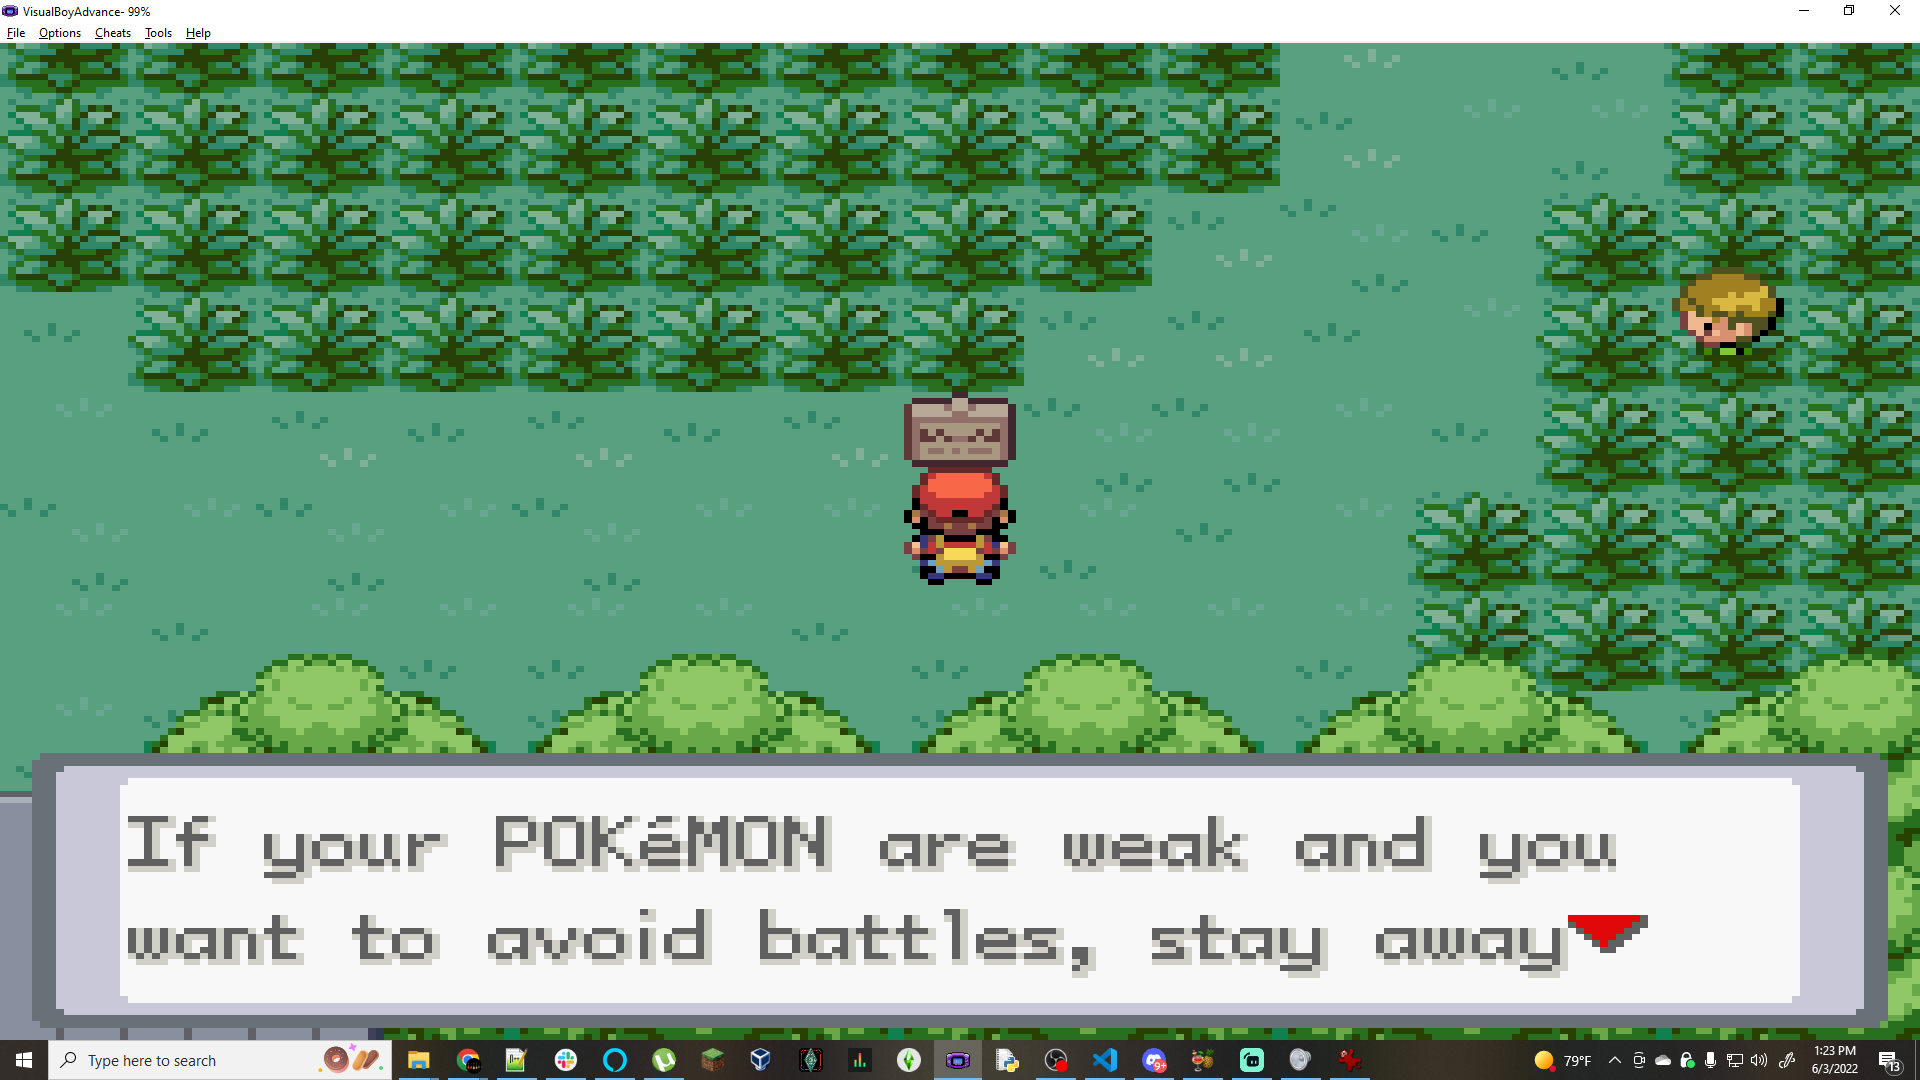 VisualBoyAdvance- 99%
File Options Cheats Tools Help
If your POKéMON are weak and you
want to avoid battles, stay away
Type here to search
9+
79°F
1:23 PM
6/3/2022
13